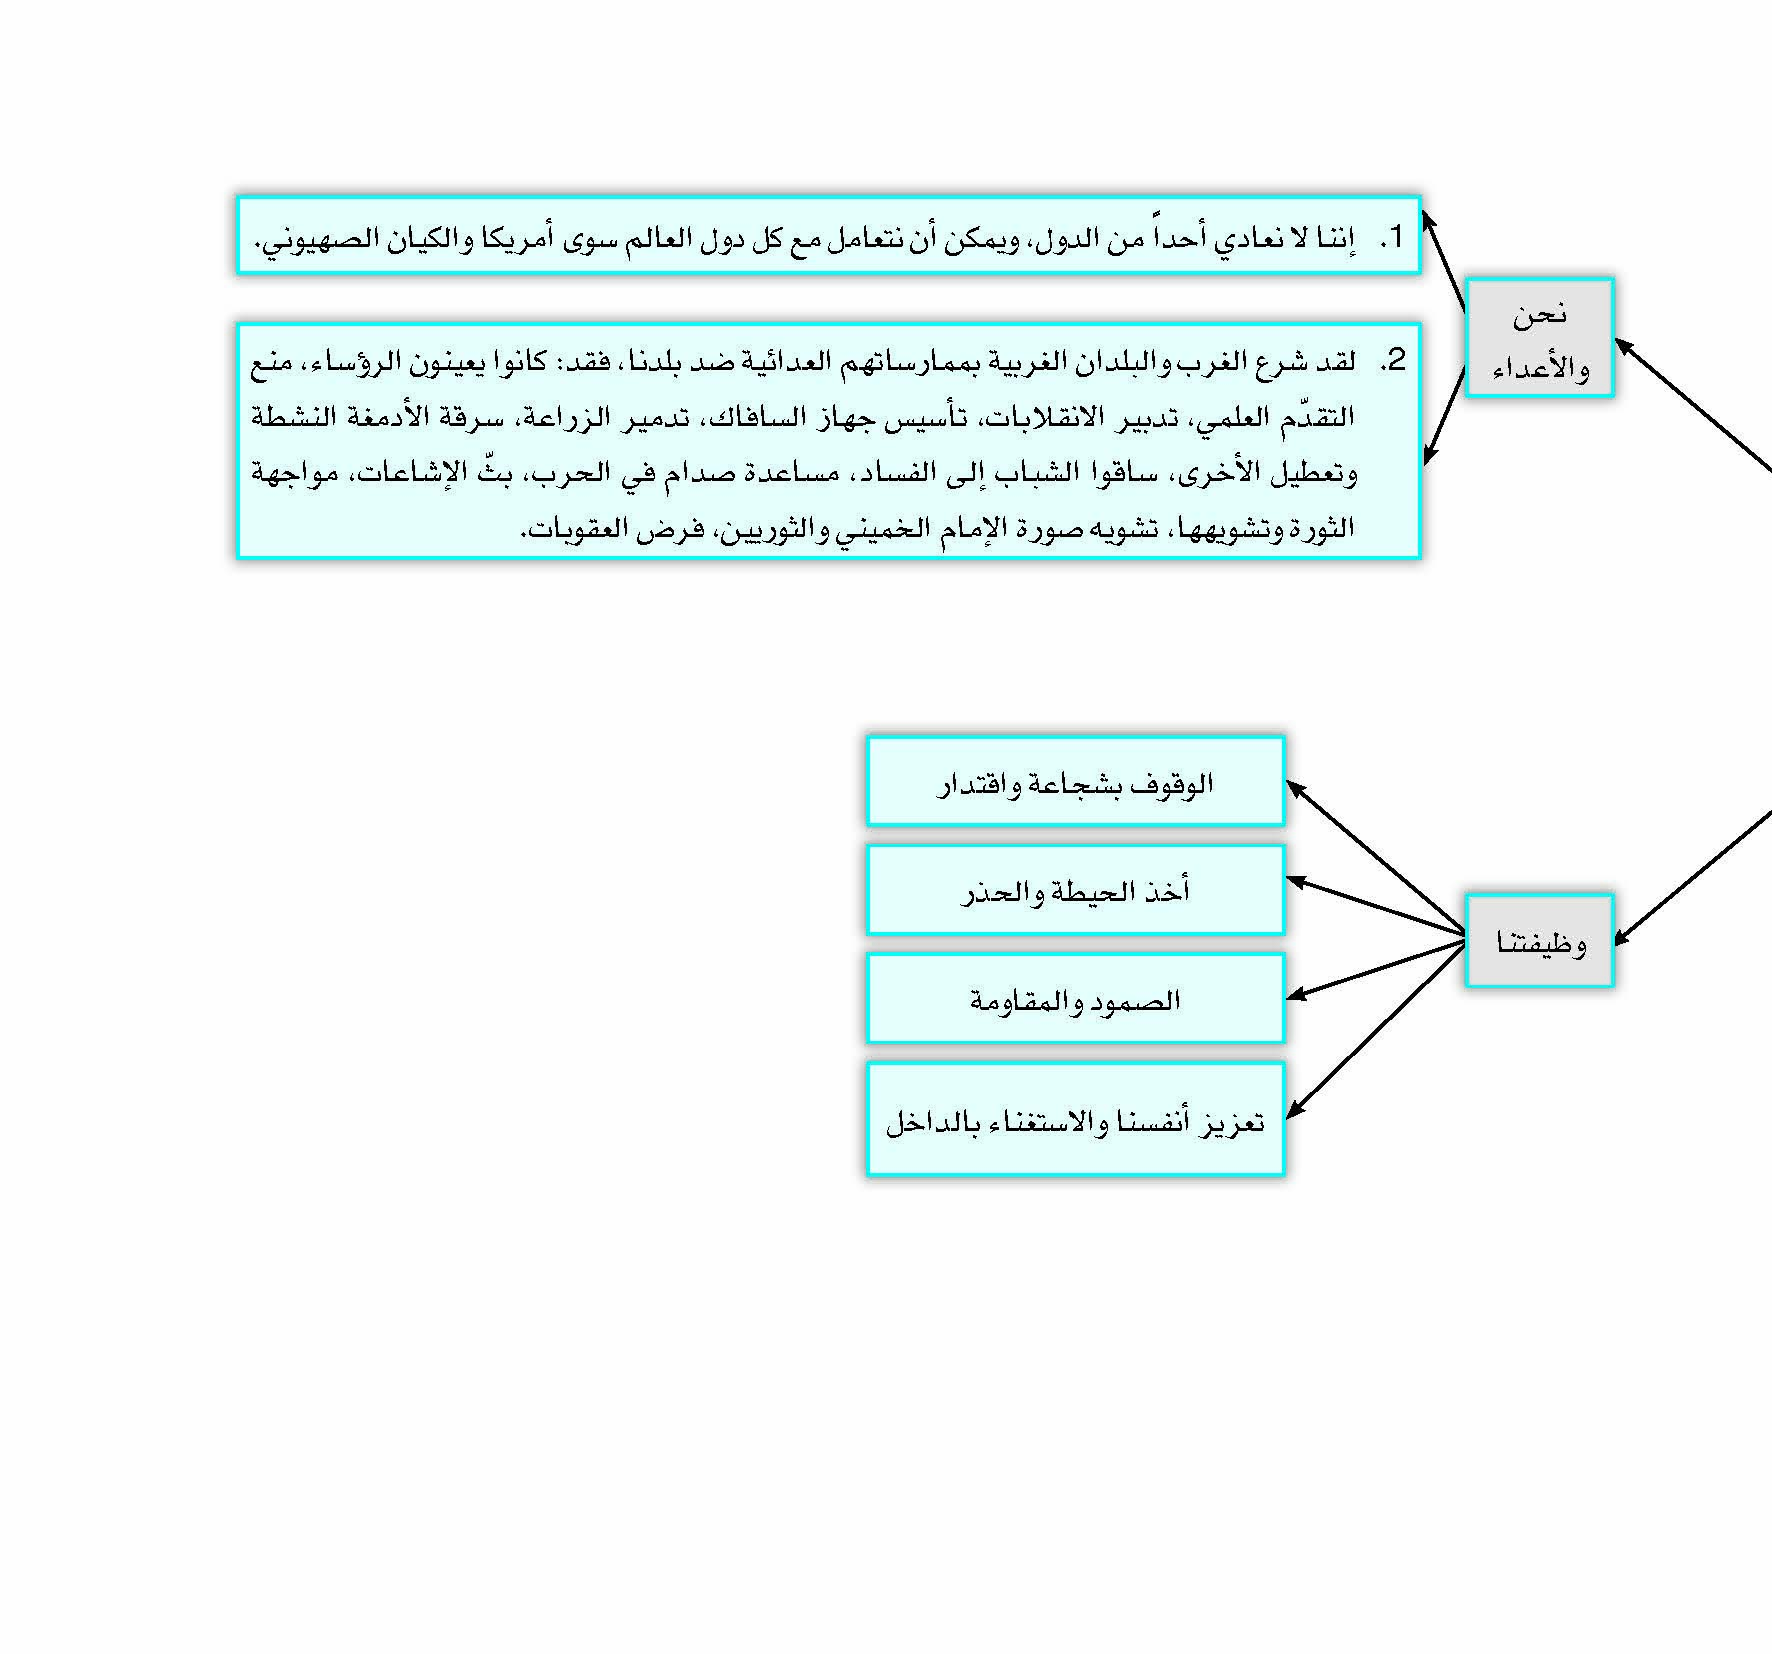 نحن
والأعداء
1. إننا لا نعادي أحداً من الدول، ويمكن أن نتعامل مع كل دول العالم سوى أمريكا والكيان الصهيوني.
2. لقد شرع الغرب والبلدان الغربية بممارساتهم العدائية ضد بلدنا، فقد: كانوا يعينون الرؤساء، منع
التقدّم العلمي، تدبير الانقلابات، تأسيس جهاز السافاك، تدمير الزراعة، سرقة الأدمغة النشطة
وتعطيل الأخرى، ساقوا الشباب إلى الفساد، مساعدة صدام في الحرب، بثّ الإشاعات، مواجهة
الثورة وتشويهها، تشويه صورة الإمام الخميني والثوريين، فرض العقوبات.
وظيفتنا
الوقوف بشجاعة واقتدار
أخذ الحيطة والحذر
الصمود والمقاومة
تعزيز أنفسنا والاستغناء بالداخل